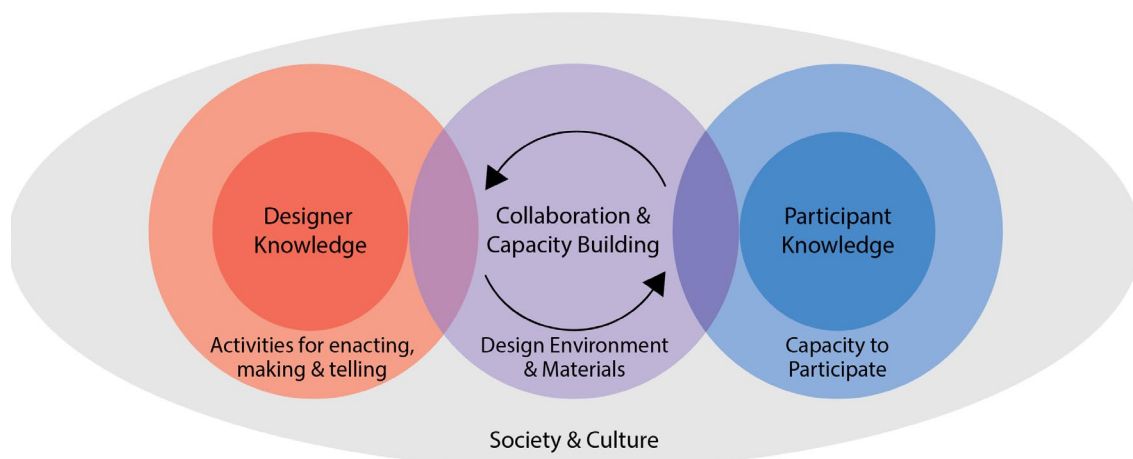 Designer
Knowledge
Activities for enacting,
making & telling
Collaboration &
Capacity Building
Design Environment
& Materials
Participant
Knowledge
Capacity to
Participate
Society & Culture